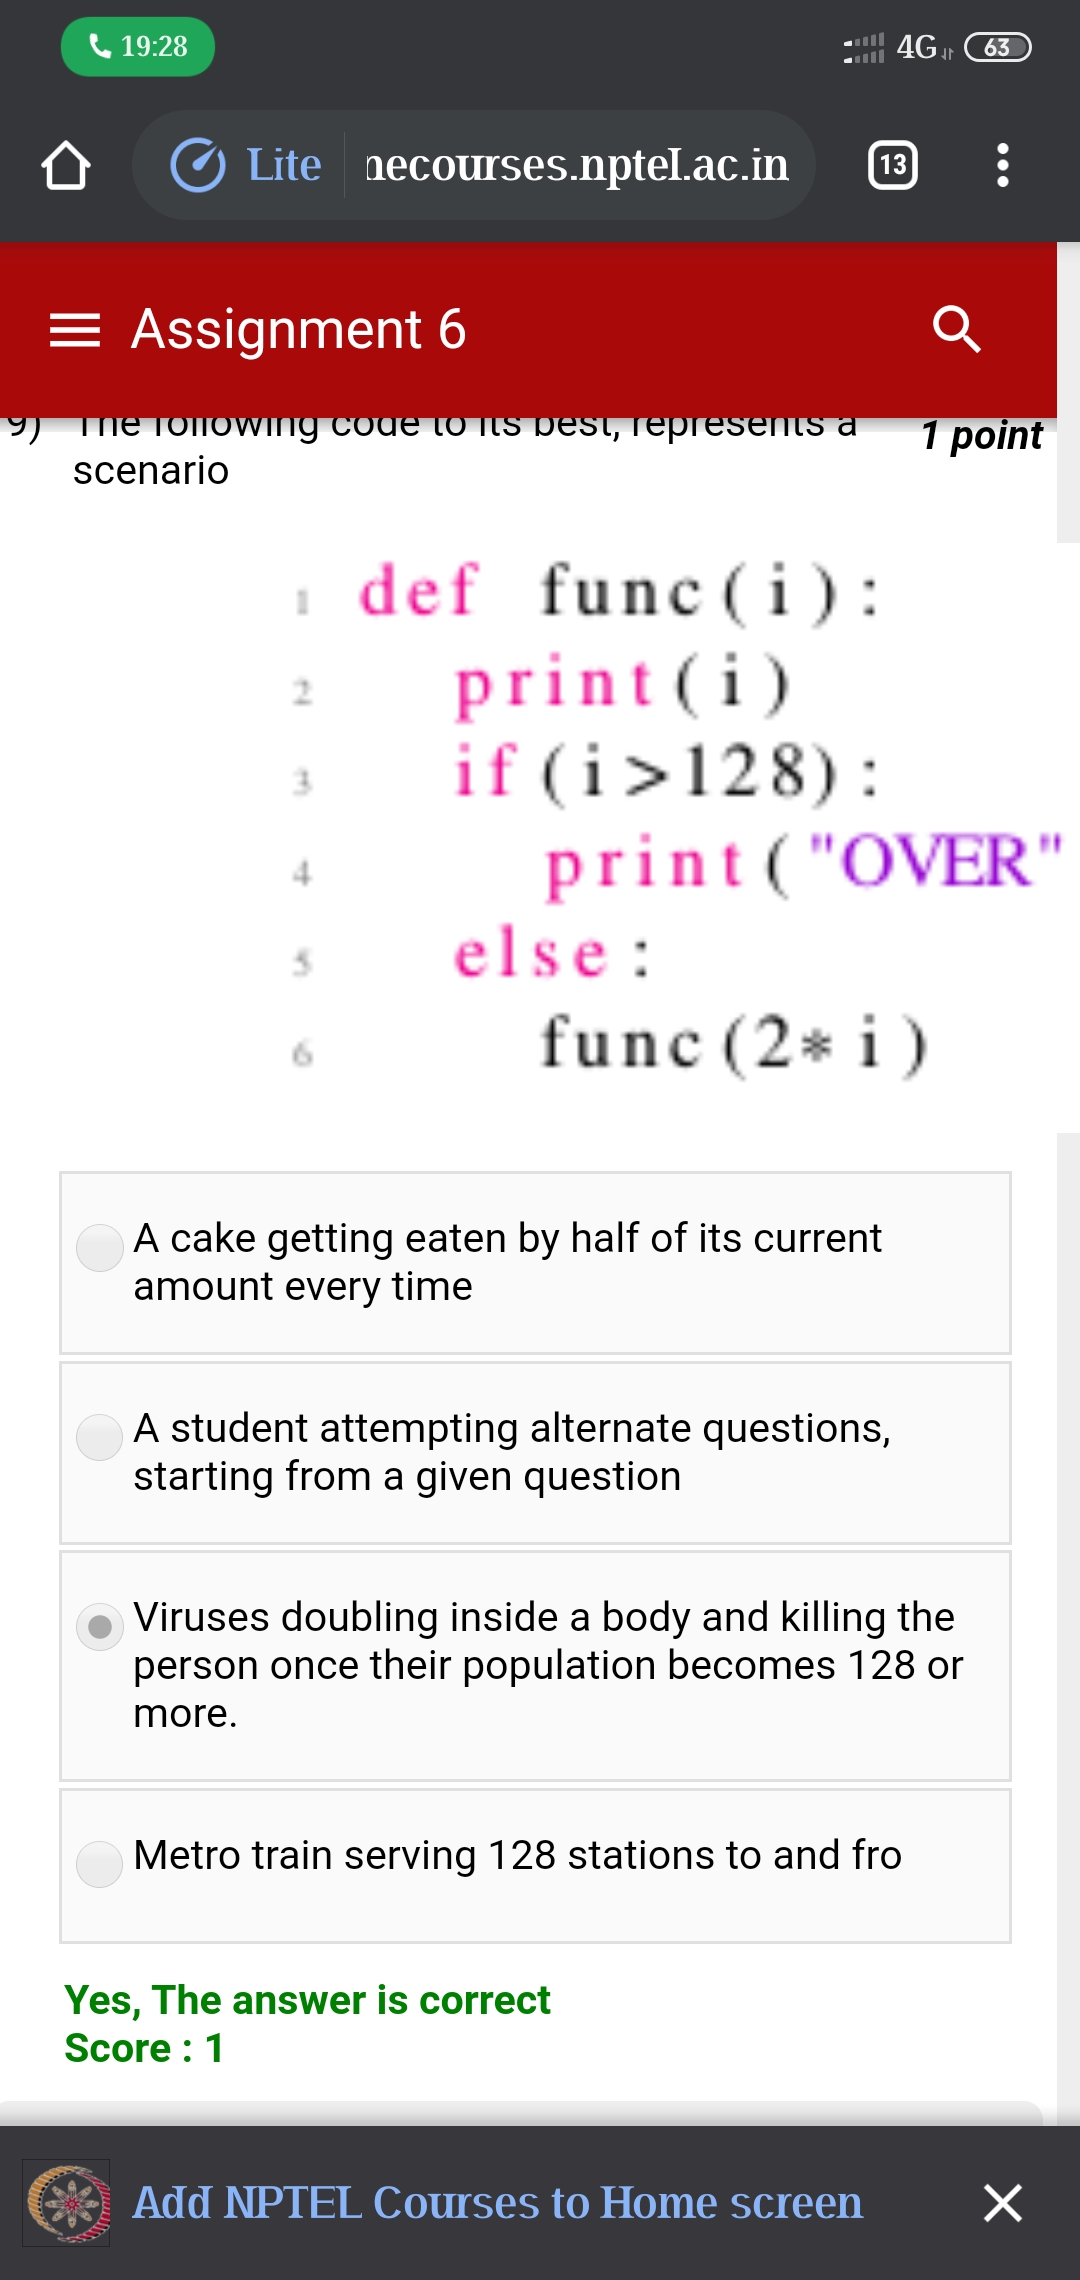 19:28
4G 63
Lite necourses.nptel.ac.in 13
Assignment 6
9) The following code to its best, represents a 1 point
scenario
1 def func(i):
2 print(i)
3 if(i>128):
4 print("OVER"
5 else:
6 func(2*i)
A cake getting eaten by half of its current
amount every time
A student attempting alternate questions,
starting from a given question
Viruses doubling inside a body and killing the
person once their population becomes 128 or
more.
Metro train serving 128 stations to and fro
Yes, The answer is correct
Score : 1
Add NPTEL Courses to Home screen